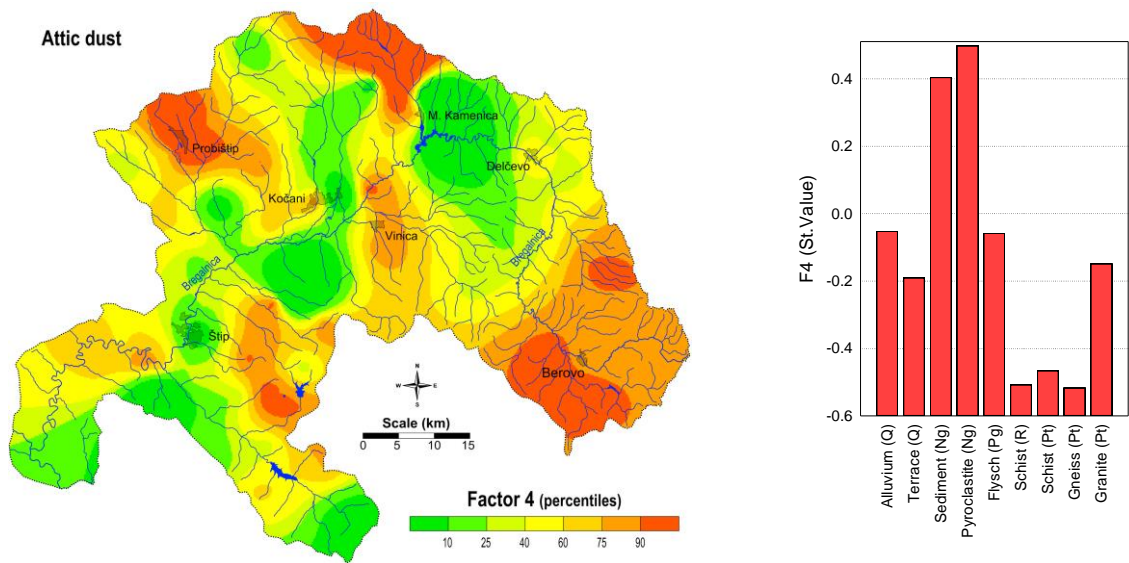 Attic dust
M. Kamenica
Probištip
Delčevo
Kočani
Vinica
Bregalnica
Bregalnica
Štip
Berovo
N
W E
S
Scale (km)
0 5 10 15
Factor 4 (percentiles)
10 25 40 60 75 90
F4 (St.Value)
0.4
0.2
0.0
-0.2
-0.4
-0.6
Alluvium (Q)
Terrace (Q)
Sediment (Ng)
Pyroclastite (Ng)
Flysch (Pg)
Schist (R)
Schist (Pt)
Gneiss (Pt)
Granite (Pt)